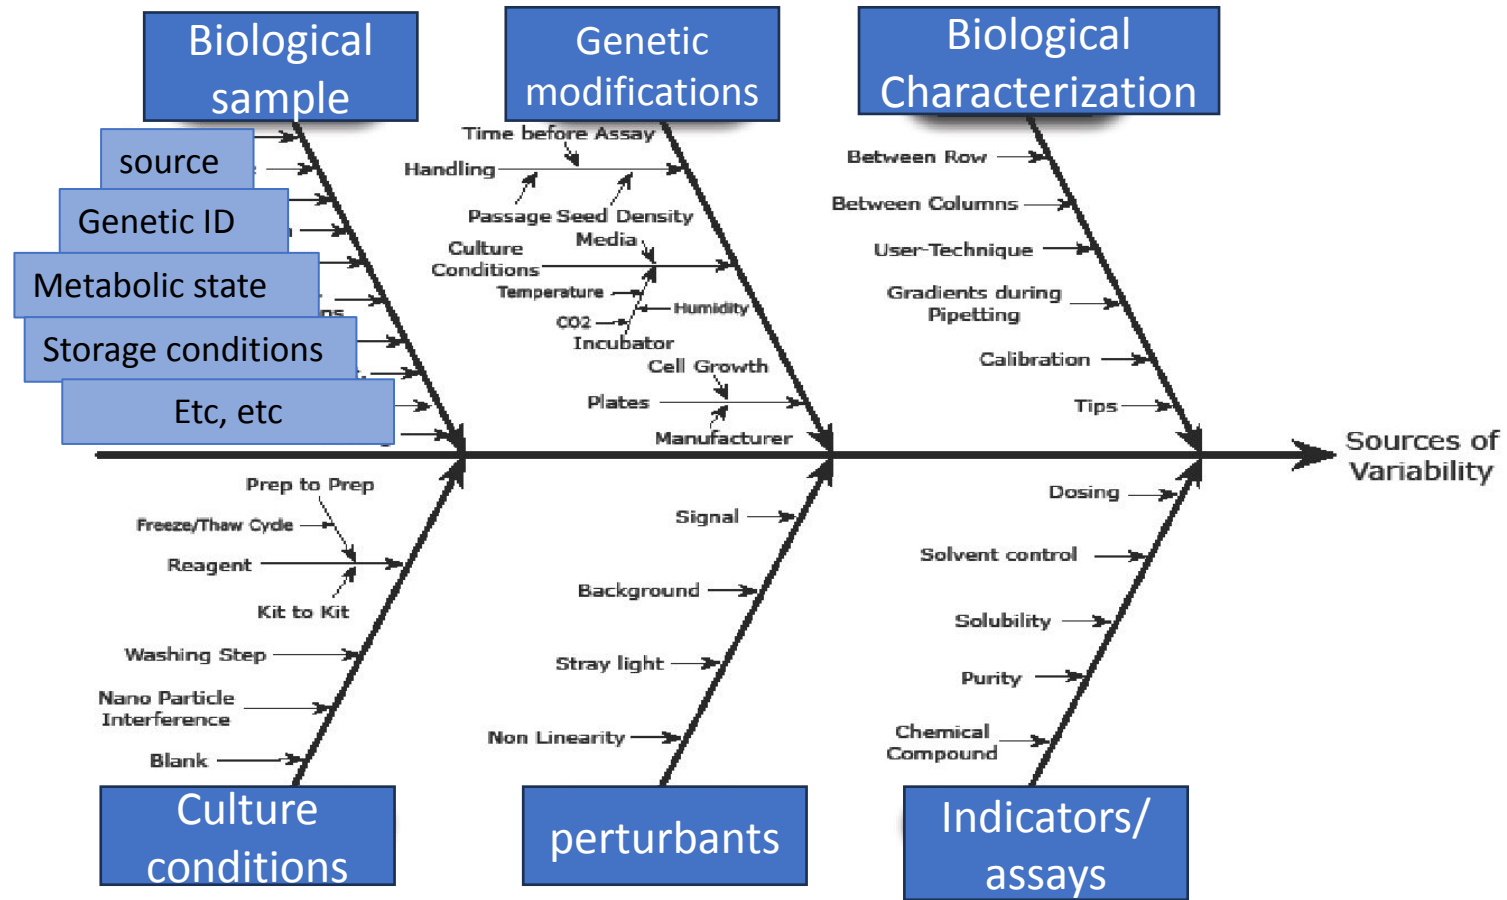 Biological
sample
Genetic
modifications
Biological
Characterization
source
Genetic ID
Metabolic state
Storage conditions
Etc, etc
Time before Assay
Handling
Passage Seed Density
Media
Culture
Conditions
Temperature
Humidity
CO2
Incubator
Cell Growth
Plates
Manufacturer
Between Row
Between Columns
User-Technique
Gradients during
Pipetting
Calibration
Tips
Sources of
Variability
Prep to Prep
Freeze/Thaw Cycle
Reagent
Kit to Kit
Washing Step
Nano Particle
Interference
Blank
Signal
Background
Stray light
Non Linearity
Dosing
Solvent control
Solubility
Purity
Chemical
Compound
Culture
conditions
perturbants
Indicators/
assays